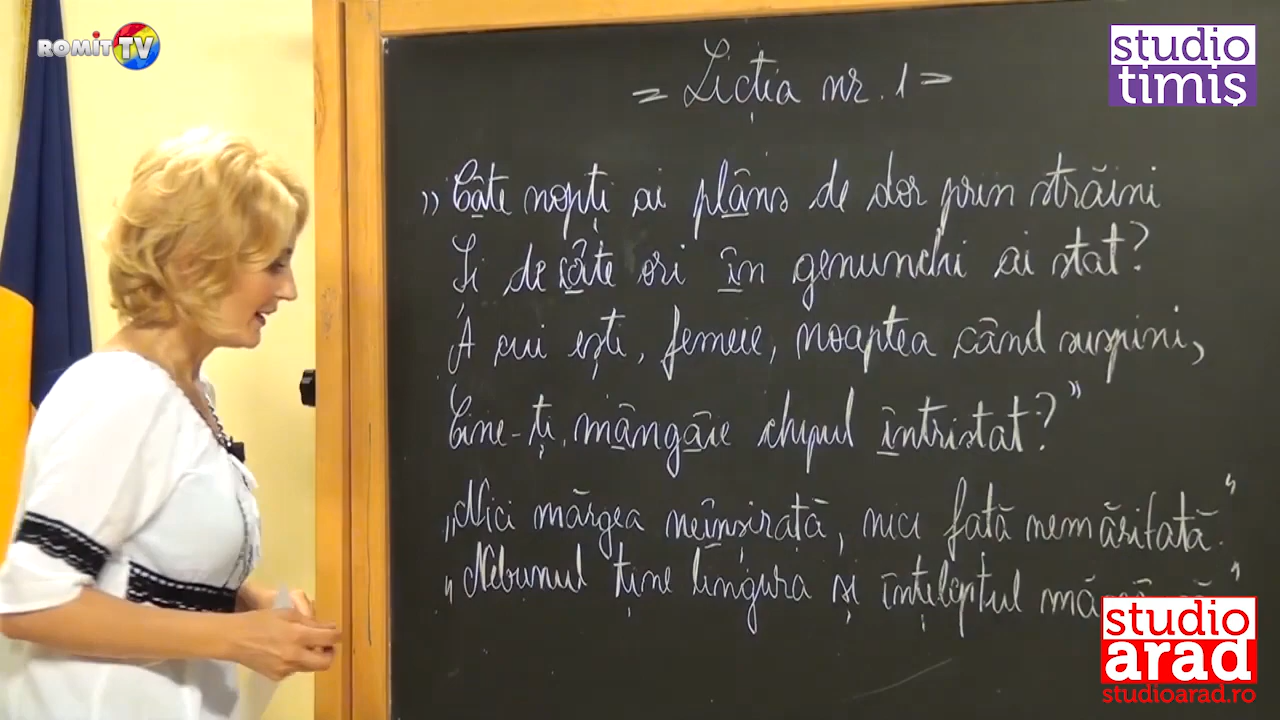 ROMIT TV
studio
timiș
= Licția nr. 1 =
„ Câte nopți ai plâns de dor prin străini
Și de câte ori în genunchi ai stat?
A cui ești, femeie, noaptea când suspini,
Cine-ți mângâie chipul întristat?”
„Nici mărgea neînșirată, nici fată nemăritată.”
„Nebunul ține lingura și înțeleptul
studio
arad
studioarad.ro